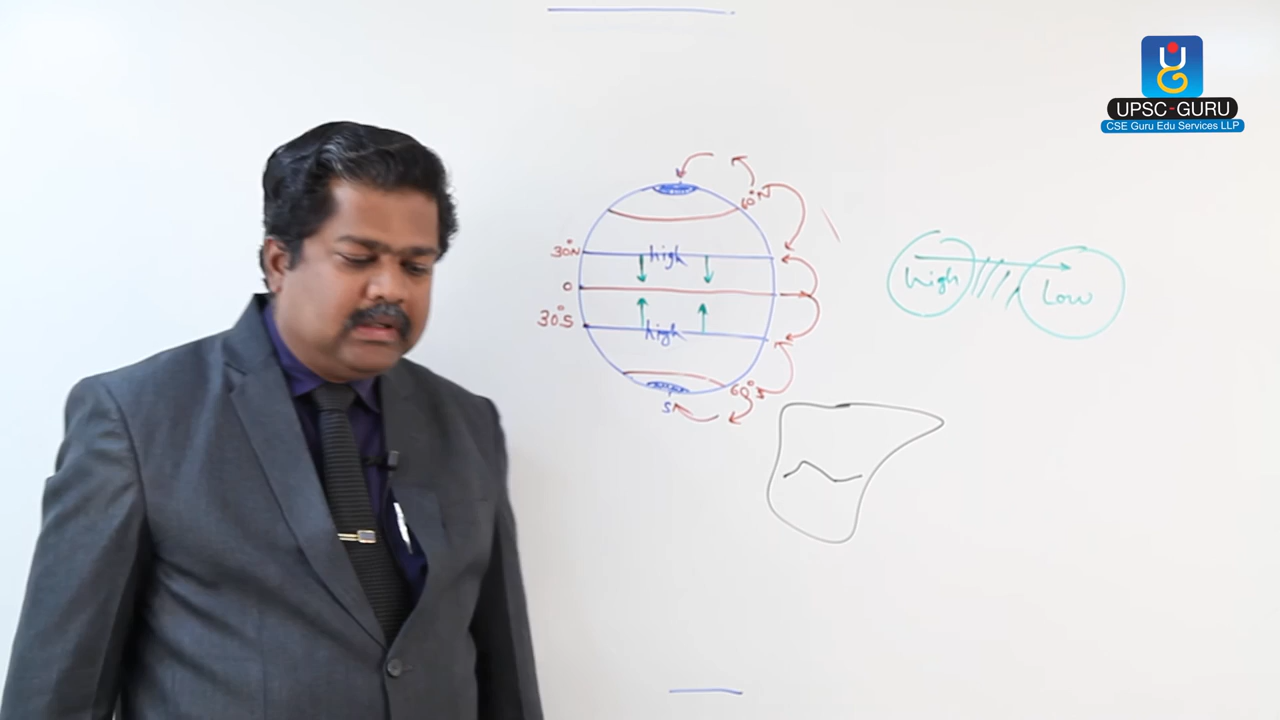 UPSC-GURU
CSE Guru Edu Services LLP
60°N
30°N
high
0
30°S
high
60°S
S
high
Low